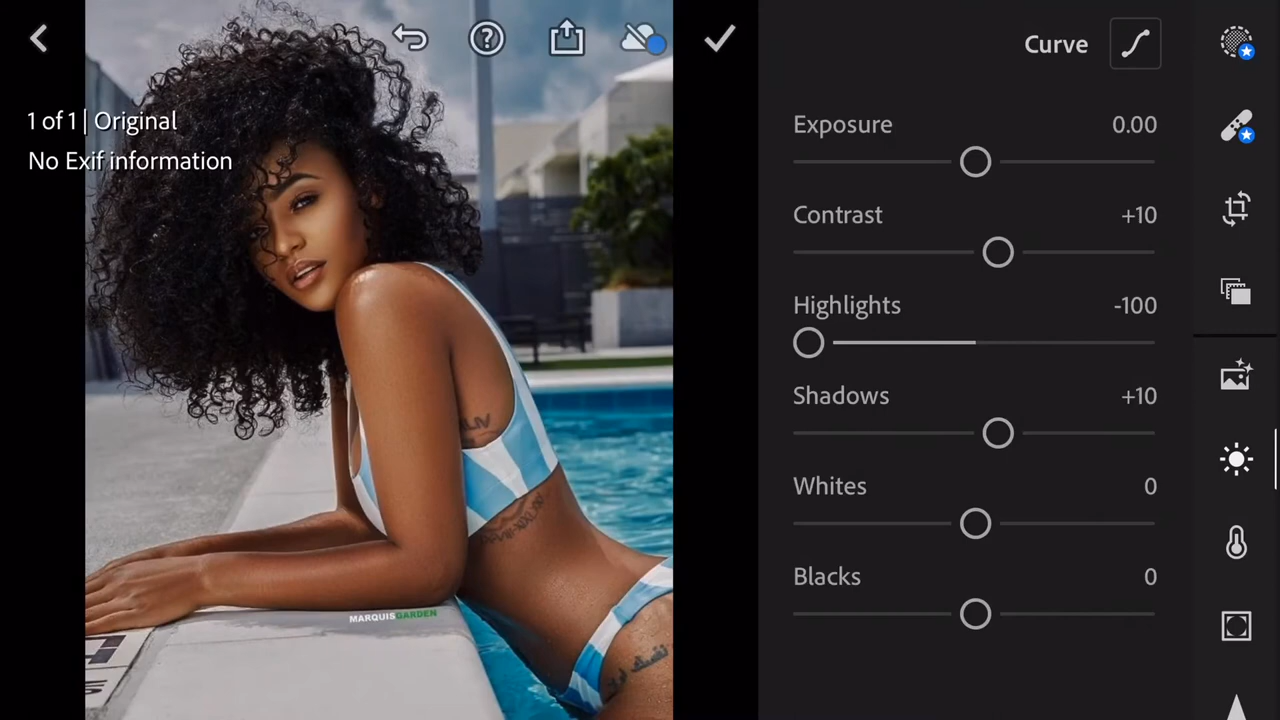 Curve
1 of 1 | Original
No Exif information
Exposure 0.00
Contrast +10
Highlights -100
Shadows +10
Whites 0
Blacks 0
MARQUISGARDEN